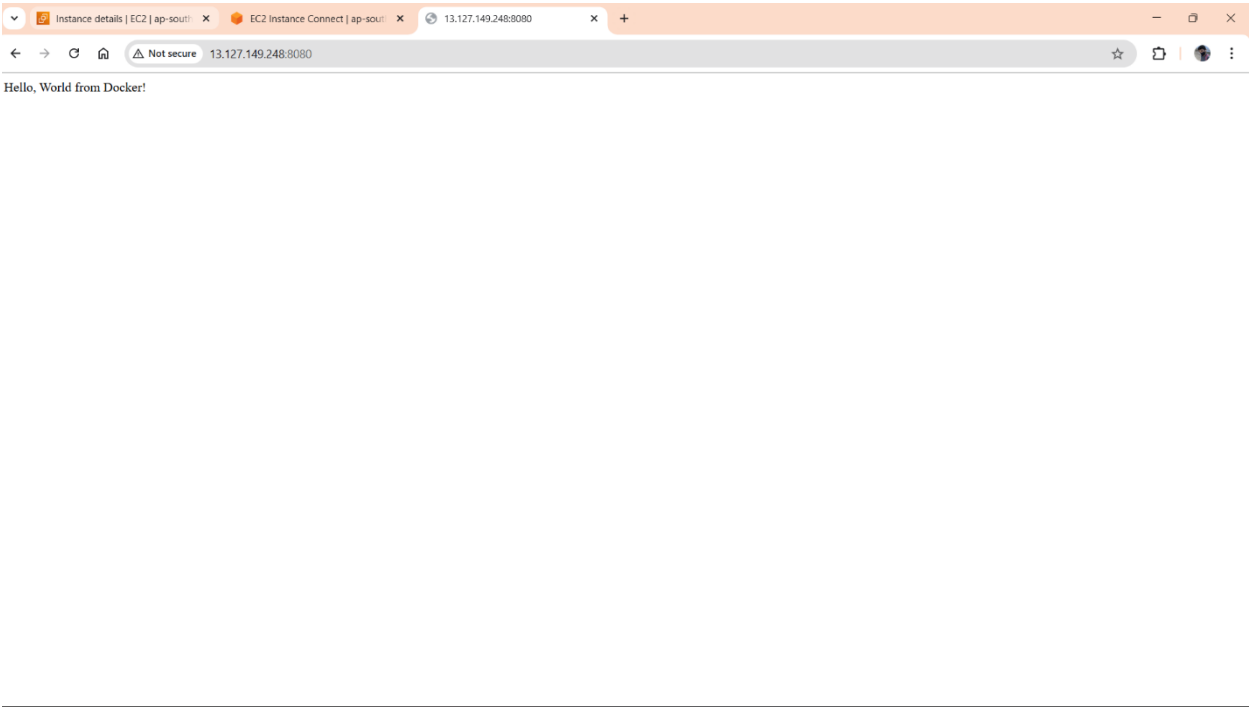 Instance details | EC2 | ap-south
EC2 Instance Connect | ap-sout
13.127.149.248:8080
Not secure
13.127.149.248:8080
Hello, World from Docker!